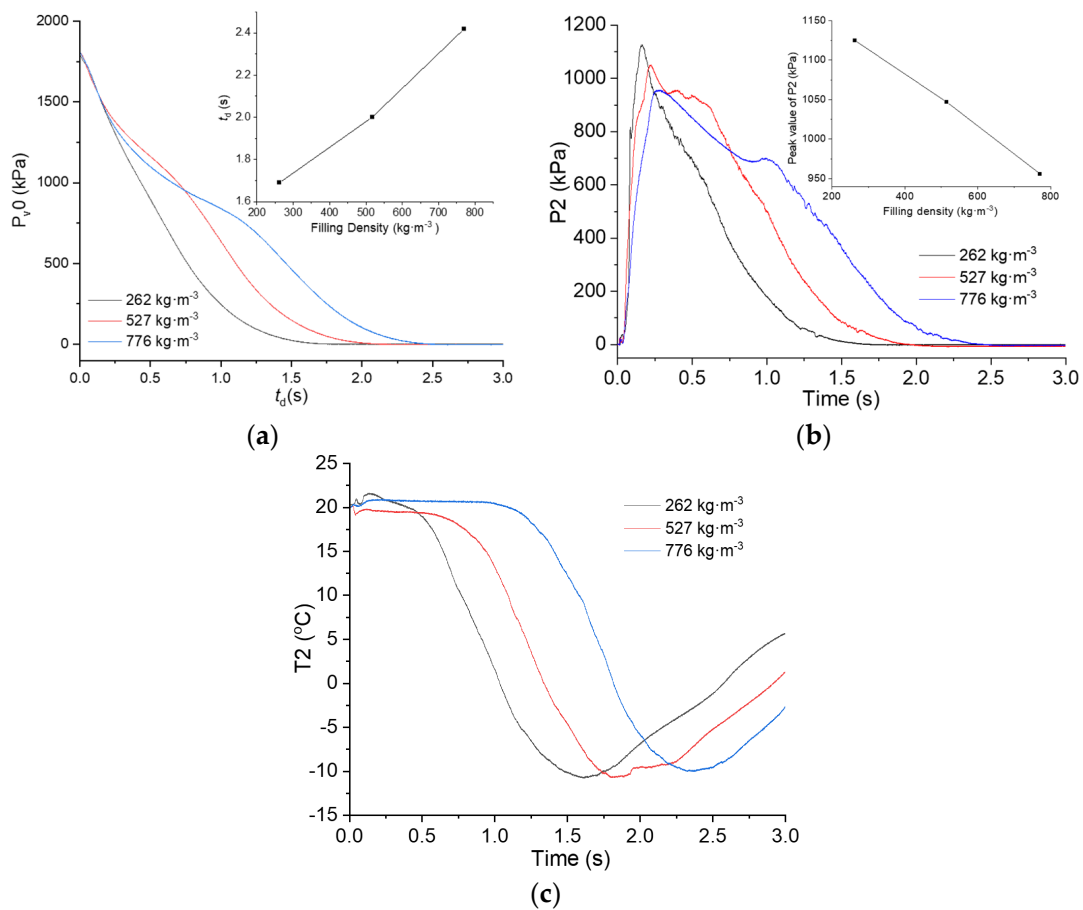 2000
1500
1000
500
0
P_v0 (kPa)
0.0 0.5 1.0 1.5 2.0 2.5 3.0
t_d(s)
262 kg·m⁻³
527 kg·m⁻³
776 kg·m⁻³
2.4
2.2
2.0
1.8
1.6
t_d (s)
200 300 400 500 600 700 800
Filling Density (kg·m⁻³ )
(a)
1200
1000
800
600
400
200
0
P2 (kPa)
0.0 0.5 1.0 1.5 2.0 2.5 3.0
Time (s)
1150
1100
1050
1000
950
Peak value of P2 (kPa)
200 400 600 800
Filling density (kg·m⁻³)
262 kg·m⁻³
527 kg·m⁻³
776 kg·m⁻³
(b)
25
20
15
10
5
0
-5
-10
-15
T2 (°C)
0.0 0.5 1.0 1.5 2.0 2.5 3.0
Time (s)
262 kg·m⁻³
527 kg·m⁻³
776 kg·m⁻³
(c)